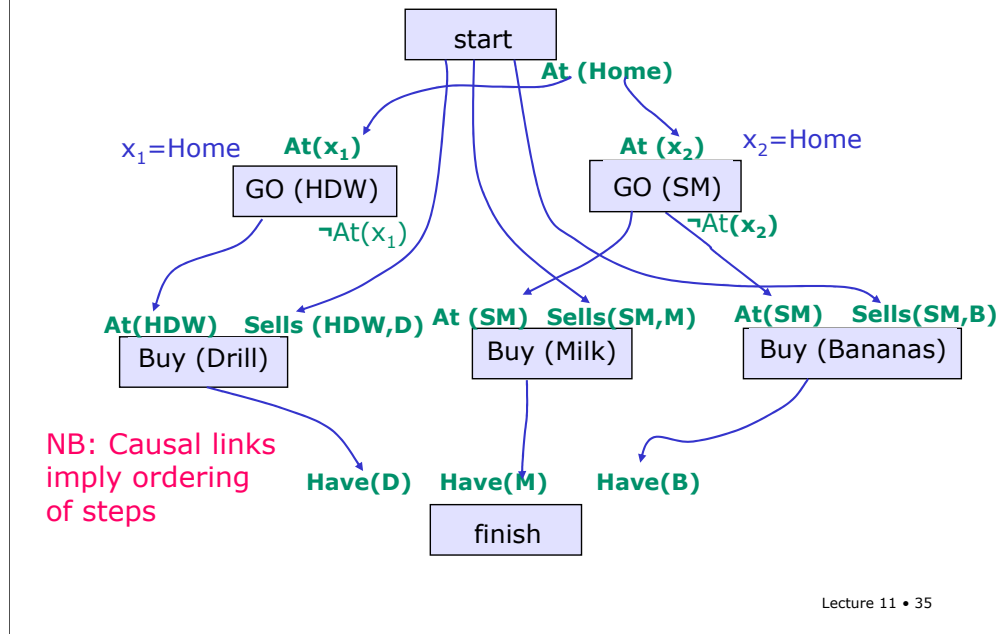 start
At (Home)
x₁=Home
At(x₁)
At (x₂)
x₂=Home
GO (HDW)
GO (SM)
¬At(x₁)
¬At(x₂)
At(HDW)
Sells (HDW,D)
At (SM)
Sells(SM,M)
At(SM)
Sells(SM,B)
Buy (Drill)
Buy (Milk)
Buy (Bananas)
NB: Causal links
imply ordering
of steps
Have(D)
Have(M)
Have(B)
finish
Lecture 11 • 35